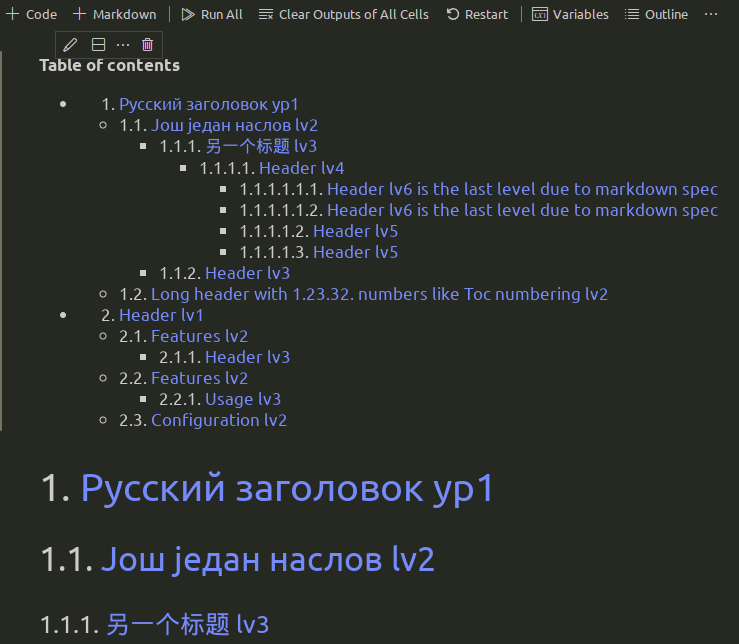 Code Markdown Run All Clear Outputs of All Cells Restart Variables Outline ...
Table of contents
1. Русский заголовок ур1
1.1. Још један наслов lv2
1.1.1. 另一个标题 lv3
1.1.1.1. Header lv4
1.1.1.1.1.1. Header lv6 is the last level due to markdown spec
1.1.1.1.1.2. Header lv6 is the last level due to markdown spec
1.1.1.1.2. Header lv5
1.1.1.1.3. Header lv5
1.1.2. Header lv3
1.2. Long header with 1.23.32. numbers like Toc numbering lv2
2. Header lv1
2.1. Features lv2
2.1.1. Header lv3
2.2. Features lv2
2.2.1. Usage lv3
2.3. Configuration lv2
1. Русский заголовок ур1
1.1. Још један наслов lv2
1.1.1. 另一个标题 lv3